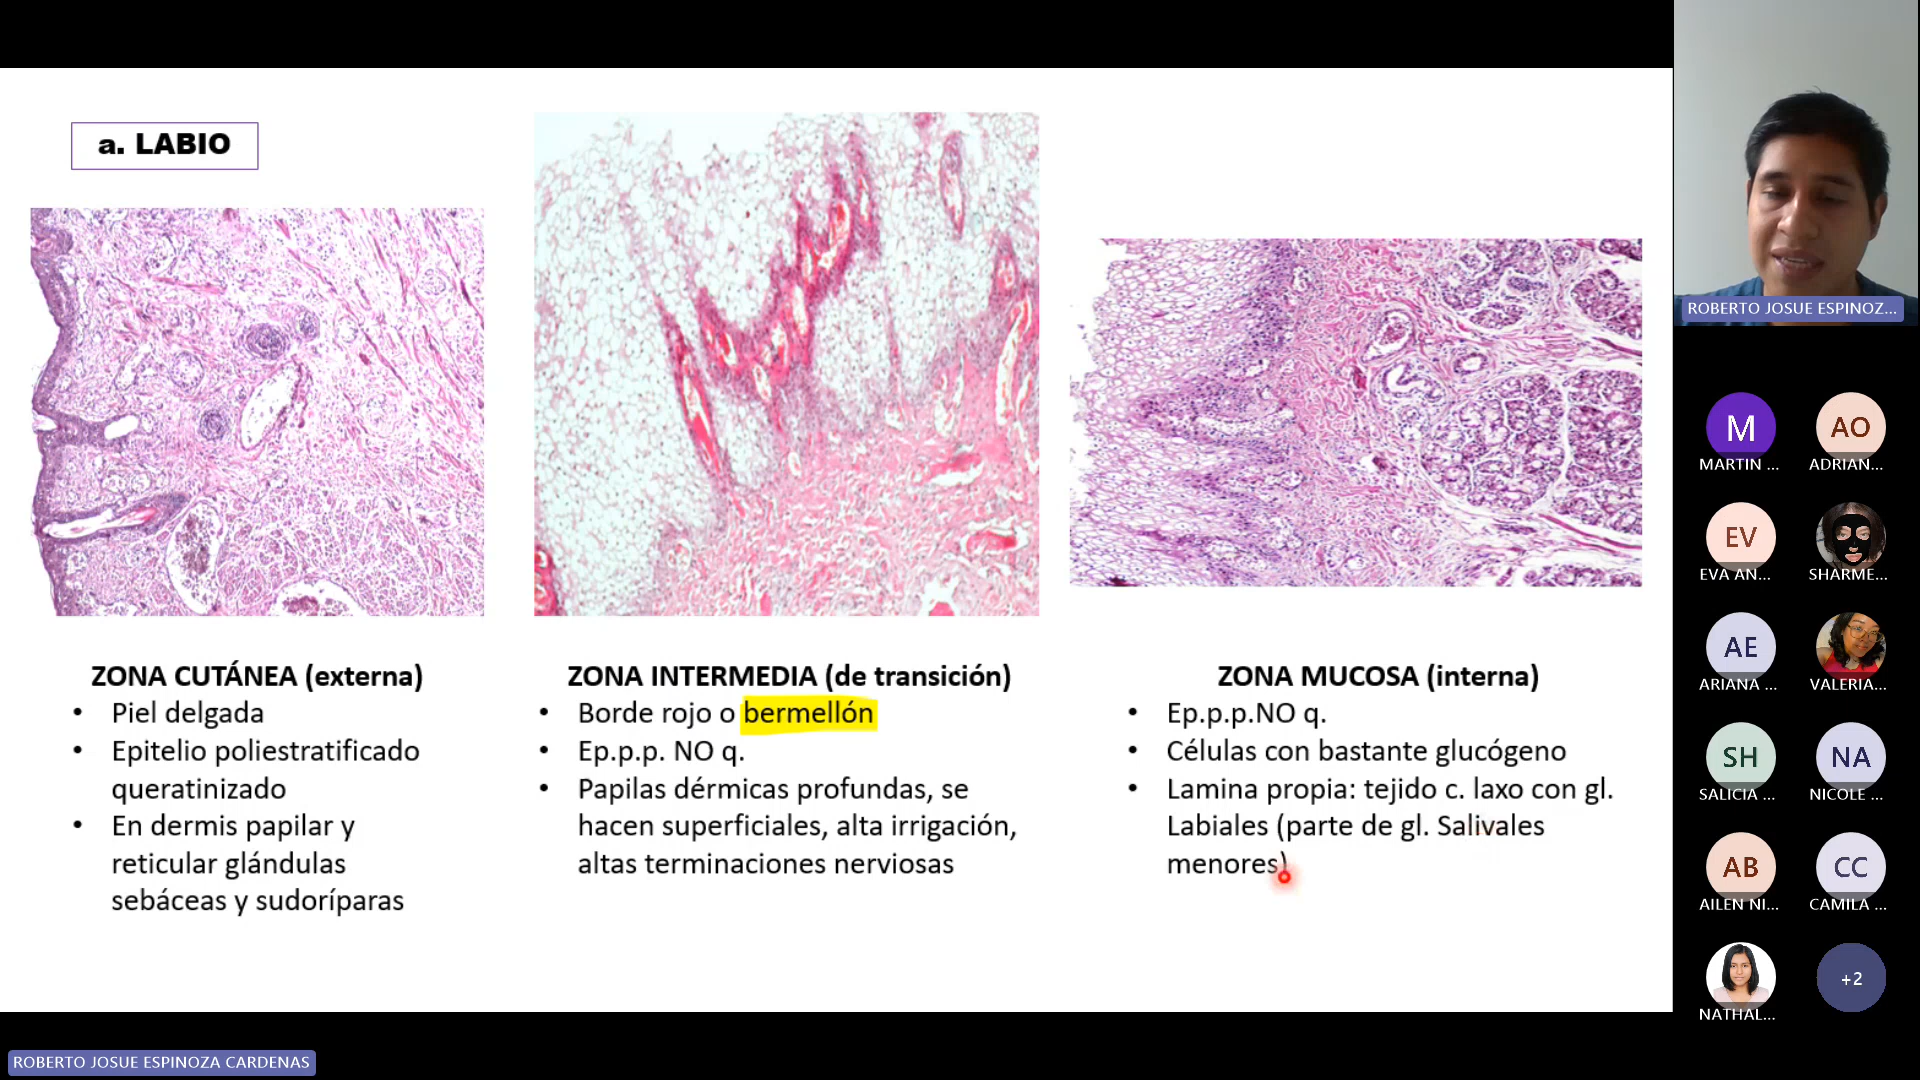 a. LABIO
ZONA CUTÁNEA (externa)
• Piel delgada
• Epitelio poliestratificado
queratinizado
• En dermis papilar y
reticular glándulas
sebáceas y sudoríparas
ZONA INTERMEDIA (de transición)
• Borde rojo o bermellón
• Ep.p.p. NO q.
• Papilas dérmicas profundas, se
hacen superficiales, alta irrigación,
altas terminaciones nerviosas
ZONA MUCOSA (interna)
• Ep.p.p.NO q.
• Células con bastante glucógeno
• Lamina propia: tejido c. laxo con gl.
Labiales (parte de gl. Salivales
menores)
ROBERTO JOSUE ESPINOZ...
M
MARTIN ...
AO
ADRIAN...
EV
EVA AN...
SHARME...
AE
ARIANA ...
VALERIA...
SH
SALICIA ...
NA
NICOLE ...
AB
AILEN NI...
CC
CAMILA ...
NATHAL...
+2
ROBERTO JOSUE ESPINOZA CARDENAS